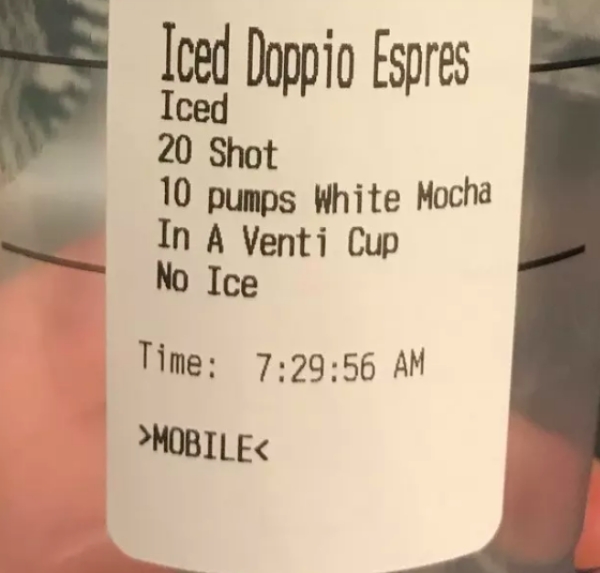 Iced Doppio Espres
Iced
20 Shot
10 pumps White Mocha
In A Venti Cup
No Ice
Time: 7:29:56 AM
>MOBILE<